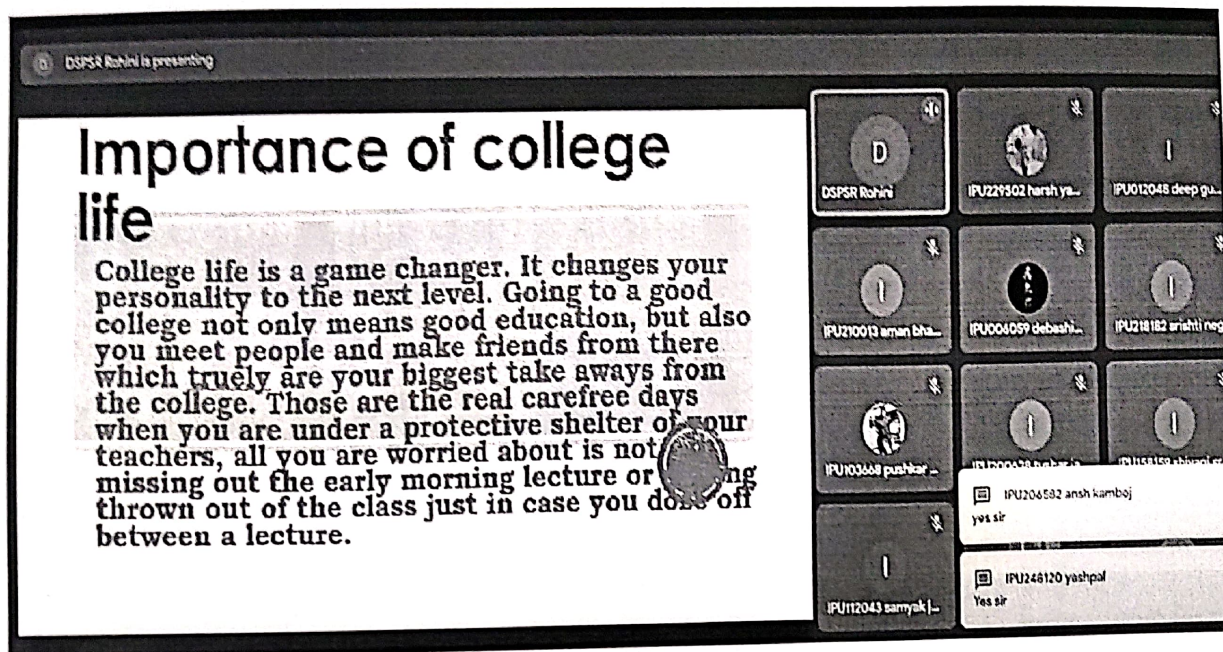 D DSPSR Rohini is presenting
Importance of college
life
College life is a game changer. It changes your
personality to the next level. Going to a good
college not only means good education, but also
you meet people and make friends from there
which truely are your biggest take aways from
the college. Those are the real carefree days
when you are under a protective shelter of your
teachers, all you are worried about is not
missing out the early morning lecture or
thrown out of the class just in case you doze off
between a lecture.
D
DSPSR Rohini
IPU229502 harsh ya...
I
IPU012048 deep gu...
I
IPU210013 aman bha...
IPU006059 debashi...
I
IPU218182 srishti neg
IPU103668 pushkar ...
I
I
I
IPU112043 samyak j...
IPU206582 ansh kamboj
yes sir
IPU248120 yashpal
Yes sir